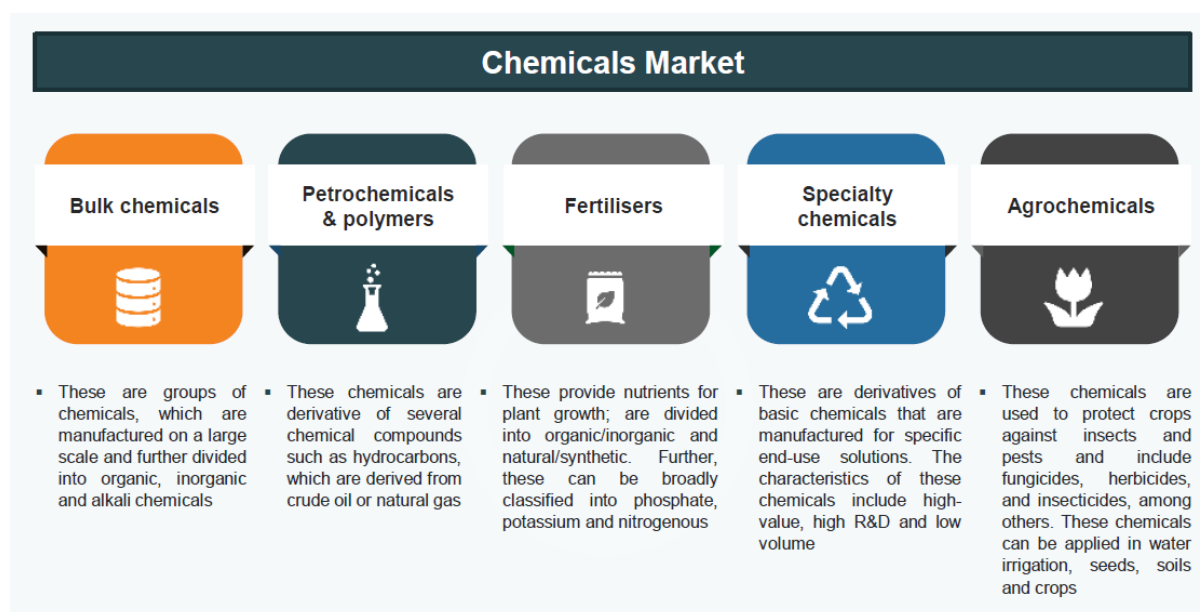 Chemicals Market
Bulk chemicals
Petrochemicals
& polymers
Fertilisers
Specialty
chemicals
Agrochemicals
▪ These are groups of
chemicals, which are
manufactured on a large
scale and further divided
into organic, inorganic
and alkali chemicals
▪ These chemicals are
derivative of several
chemical compounds
such as hydrocarbons,
which are derived from
crude oil or natural gas
▪ These provide nutrients for
plant growth; are divided
into organic/inorganic and
natural/synthetic. Further,
these can be broadly
classified into phosphate,
potassium and nitrogenous
▪ These are derivatives of
basic chemicals that are
manufactured for specific
end-use solutions. The
characteristics of these
chemicals include high-
value, high R&D and low
volume
▪ These chemicals are
used to protect crops
against insects and
pests and include
fungicides, herbicides,
and insecticides, among
others. These chemicals
can be applied in water
irrigation, seeds, soils
and crops